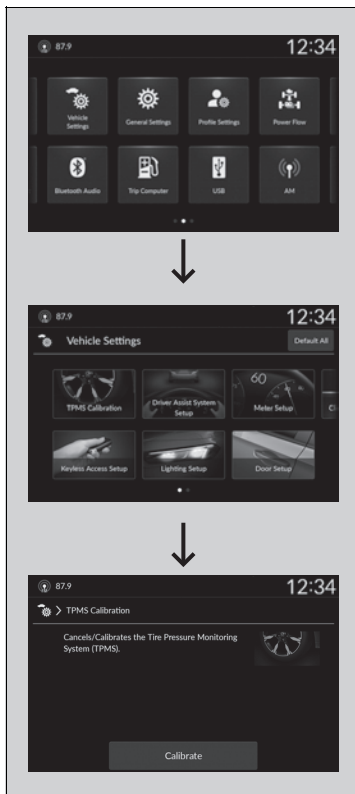 87.9
12:34
Vehicle
Settings
General Settings
Profile Settings
Power Flow
Bluetooth Audio
Trip Computer
USB
AM
87.9
12:34
Vehicle Settings
Default All
TPMS Calibration
Driver Assist System
Setup
60
Meter Setup
Keyless Access Setup
Lighting Setup
Door Setup
87.9
12:34
TPMS Calibration
Cancels/Calibrates the Tire Pressure Monitoring
System (TPMS).
Calibrate